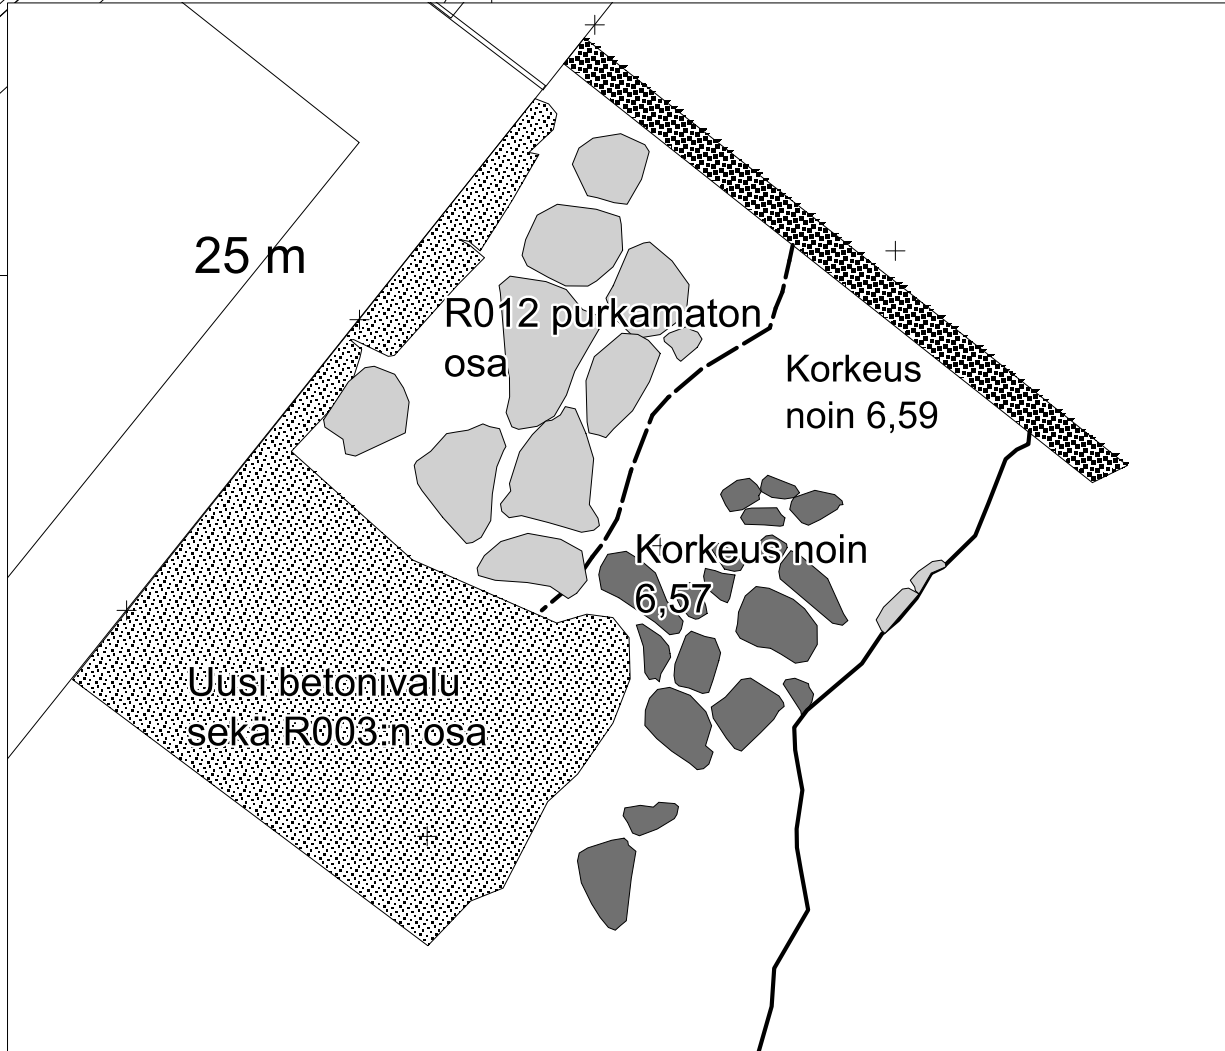 25 m
R012 purkamaton
osa
Korkeus
noin 6,59
Korkeus noin
6,57
Uusi betonivalu
sekä R003:n osa